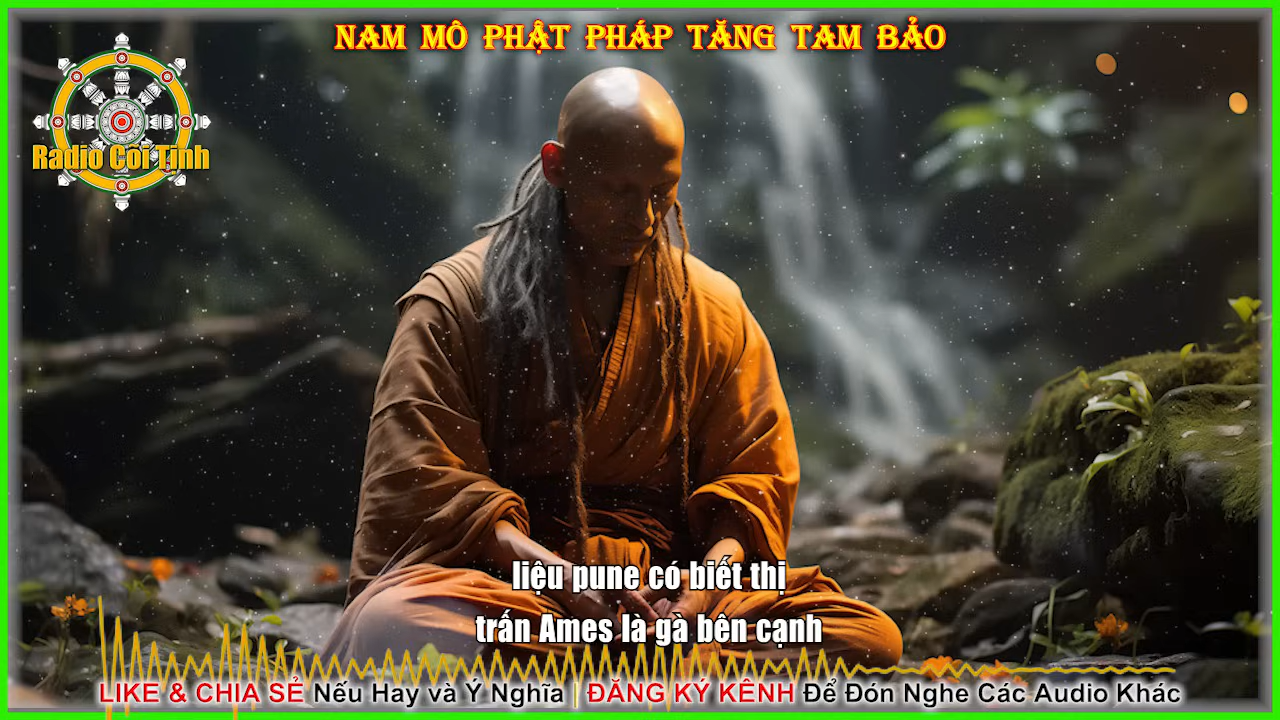 NAM MÔ PHẬT PHÁP TĂNG TAM BẢO
Radio Cõi Tịnh
liệu pune có biết thị
trấn Ames là gà bên cạnh
LIKE & CHIA SẺ Nếu Hay và Ý Nghĩa | ĐĂNG KÝ KÊNH Để Đón Nghe Các Audio Khác